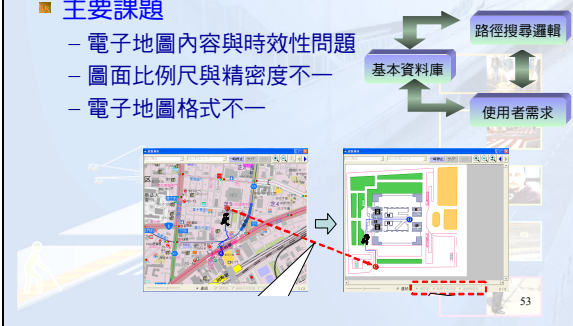 主要課題
– 電子地圖內容與時效性問題
– 圖面比例尺與精密度不一
– 電子地圖格式不一
路徑搜尋邏輯
基本資料庫
使用者需求
53